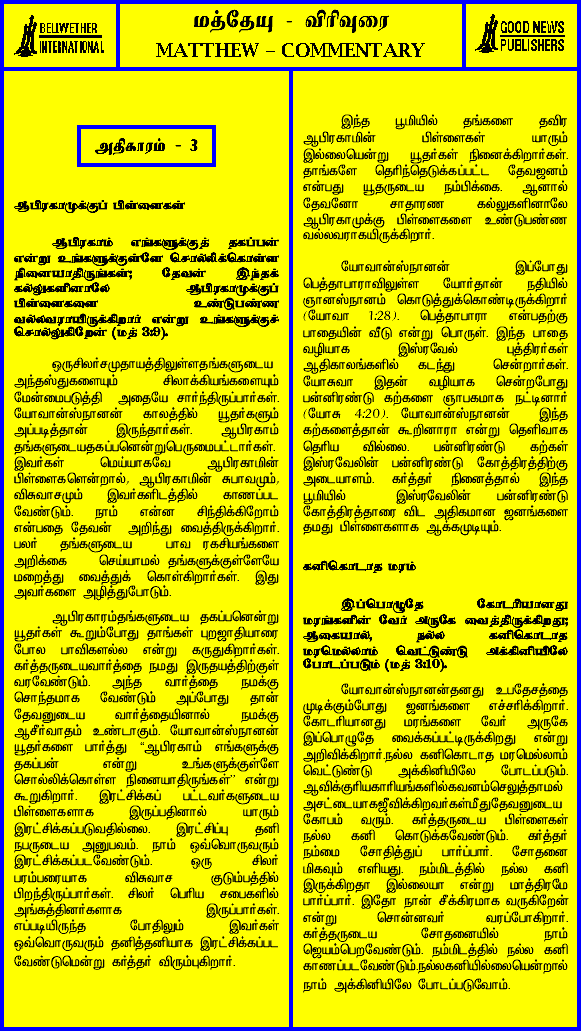 BELLWETHER
INTERNATIONAL
மத்தேயு - விரிவுரை
MATTHEW – COMMENTARY
GOOD NEWS
PUBLISHERS
அதிகாரம் - 3
ஆபிரகாமுக்குப் பிள்ளைகள்
ஆபிரகாம் எங்களுக்குத் தகப்பன்
என்று உங்களுக்குள்ளே சொல்லிக்கொள்ள
நினையாதிருங்கள்; தேவன் இந்தக்
கல்லுகளினாலே ஆபிரகாமுக்குப்
பிள்ளைகளை உண்டுபண்ண
வல்லவராயிருக்கிறார் என்று உங்களுக்குச்
சொல்லுகிறேன் (மத் 3:9).
ஒருசிலர்சமுதாயத்திலுள்ளதங்களுடைய
அந்தஸ்துகளையும் சிலாக்கியங்களையும்
மேன்மைபடுத்தி அதையே சார்ந்திருப்பார்கள்.
யோவான்ஸ்நானன் காலத்தில் யூதர்களும்
அப்படித்தான் இருந்தார்கள். ஆபிரகாம்
தங்களுடையதகப்பனென்றுபெருமைபட்டார்கள்.
இவர்கள் மெய்யாகவே ஆபிரகாமின்
பிள்ளைகளென்றால், ஆபிரகாமின் சுபாவமும்,
விசுவாசமும் இவர்களிடத்தில் காணப்பட
வேண்டும். நாம் என்ன சிந்திக்கிறோம்
என்பதை தேவன் அறிந்து வைத்திருக்கிறார்.
பலர் தங்களுடைய பாவ ரகசியங்களை
அறிக்கை செய்யாமல் தங்களுக்குள்ளேயே
மறைத்து வைத்துக் கொள்கிறார்கள். இது
அவர்களை அழித்துபோடும்.
ஆபிரகாரம்தங்களுடைய தகப்பனென்று
யூதர்கள் கூறும்போது தாங்கள் புறஜாதியாரை
போல பாவிகளல்ல என்று கருதுகிறார்கள்.
கர்த்தருடையவார்த்தை நமது இருதயத்திற்குள்
வரவேண்டும். அந்த வார்த்தை நமக்கு
சொந்தமாக வேண்டும் அப்போது தான்
தேவனுடைய வார்த்தையினால் நமக்கு
ஆசீர்வாதம் உண்டாகும். யோவான்ஸ்நானன்
யூதர்களை பார்த்து “ஆபிரகாம் எங்களுக்கு
தகப்பன் என்று உங்களுக்குள்ளே
சொல்லிக்கொள்ள நினையாதிருங்கள்” என்று
கூறுகிறார். இரட்சிக்கப் பட்டவர்களுடைய
பிள்ளைகளாக இருப்பதினால் யாரும்
இரட்சிக்கப்படுவதில்லை. இரட்சிப்பு தனி
நபருடைய அனுபவம். நாம் ஒவ்வொருவரும்
இரட்சிக்கப்படவேண்டும். ஒரு சிலர்
பரம்பரையாக விசுவாச குடும்பத்தில்
பிறந்திருப்பார்கள். சிலர் பெரிய சபைகளில்
அங்கத்தினர்களாக இருப்பார்கள்.
எப்படியிருந்த போதிலும் இவர்கள்
ஒவ்வொருவரும் தனித்தனியாக இரட்சிக்கப்பட
வேண்டுமென்று கர்த்தர் விரும்புகிறார்.
இந்த பூமியில் தங்களை தவிர
ஆபிரகாமின் பிள்ளைகள் யாரும்
இல்லையென்று யூதர்கள் நினைக்கிறார்கள்.
தாங்களே தெரிந்தெடுக்கப்பட்ட தேவஜனம்
என்பது யூதருடைய நம்பிக்கை. ஆனால்
தேவனோ சாதாரண கல்லுகளினாலே
ஆபிரகாமுக்கு பிள்ளைகளை உண்டுபண்ண
வல்லவராகயிருக்கிறார்.
யோவான்ஸ்நானன் இப்போது
பெத்தாபாராவிலுள்ள யோர்தான் நதியில்
ஞானஸ்நானம் கொடுத்துக்கொண்டிருக்கிறார்
(யோவா 1:28). பெத்தாபாரா என்பதற்கு
பாதையின் வீடு என்று பொருள். இந்த பாதை
வழியாக இஸ்ரவேல் புத்திரர்கள்
ஆதிகாலங்களில் கடந்து சென்றார்கள்.
யோசுவா இதன் வழியாக சென்றபோது
பன்னிரண்டு கற்களை ஞாபகமாக நட்டினார்
(யோசு 4:20). யோவான்ஸ்நானன் இந்த
கற்களைத்தான் கூறினாரா என்று தெளிவாக
தெரிய வில்லை. பன்னிரண்டு கற்கள்
இஸ்ரவேலின் பன்னிரண்டு கோத்திரத்திற்கு
அடையாளம். கர்த்தர் நினைத்தால் இந்த
பூமியில் இஸ்ரவேலின் பன்னிரண்டு
கோத்திரத்தாரை விட அதிகமான ஜனங்களை
தமது பிள்ளைகளாக ஆக்கமுடியும்.
கனிகொடாத மரம்
இப்பொழுதே கோடரியானது
மரங்களின் வேர் அருகே வைத்திருக்கிறது;
ஆகையால், நல்ல கனிகொடாத
மரமெல்லாம் வெட்டுண்டு அக்கினியிலே
போடப்படும் (மத் 3:10).
யோவான்ஸ்நானன்தனது உபதேசத்தை
முடிக்கும்போது ஜனங்களை எச்சரிக்கிறார்.
கோடரியானது மரங்களை வேர் அருகே
இப்பொழுதே வைக்கப்பட்டிருக்கிறது என்று
அறிவிக்கிறார்.நல்ல கனிகொடாத மரமெல்லாம்
வெட்டுண்டு அக்கினியிலே போடப்படும்.
ஆவிக்குரியகாரியங்களில்கவனம்செலுத்தாமல்
அசட்டையாகஜீவிக்கிறவர்கள்மீதுதேவனுடைய
கோபம் வரும். கர்த்தருடைய பிள்ளைகள்
நல்ல கனி கொடுக்கவேண்டும். கர்த்தர்
நம்மை சோதித்துப் பார்ப்பார். சோதனை
மிகவும் எளியது. நம்மிடத்தில் நல்ல கனி
இருக்கிறதா இல்லையா என்று மாத்திரமே
பார்ப்பார். இதோ நான் சீக்கிரமாக வருகிறேன்
என்று சொன்னவர் வரப்போகிறார்.
கர்த்தருடைய சோதனையில் நாம்
ஜெயம்பெறவேண்டும். நம்மிடத்தில் நல்ல கனி
காணப்படவேண்டும்.நல்லகனியில்லையென்றால்
நாம் அக்கினியிலே போடப்படுவோம்.